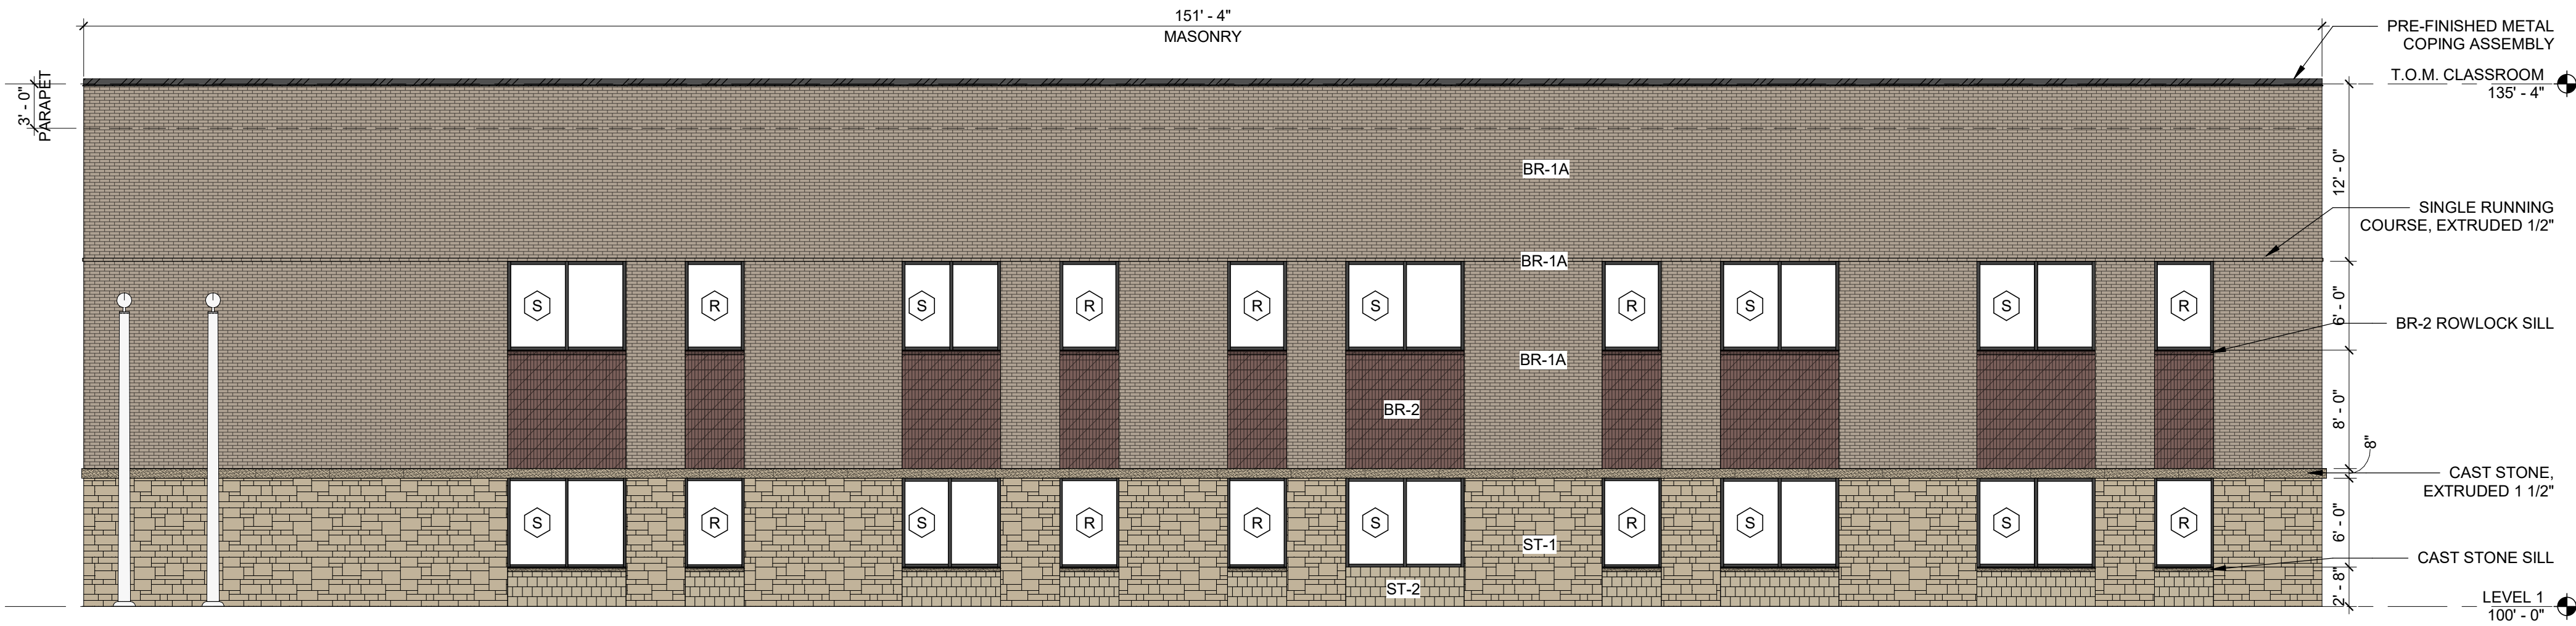 151' - 4"
MASONRY
PRE-FINISHED METAL
COPING ASSEMBLY
T.O.M. CLASSROOM
135' - 4"
3' - 0"
PARAPET
BR-1A
12' - 0"
SINGLE RUNNING
COURSE, EXTRUDED 1/2"
BR-1A
S
R
S
R
R
S
R
S
S
R
6' - 0"
BR-2 ROWLOCK SILL
BR-1A
BR-2
8' - 0"
8"
CAST STONE,
EXTRUDED 1 1/2"
S
R
S
R
R
S
R
S
S
R
6' - 0"
ST-1
CAST STONE SILL
ST-2
2' - 8"
LEVEL 1
100' - 0"